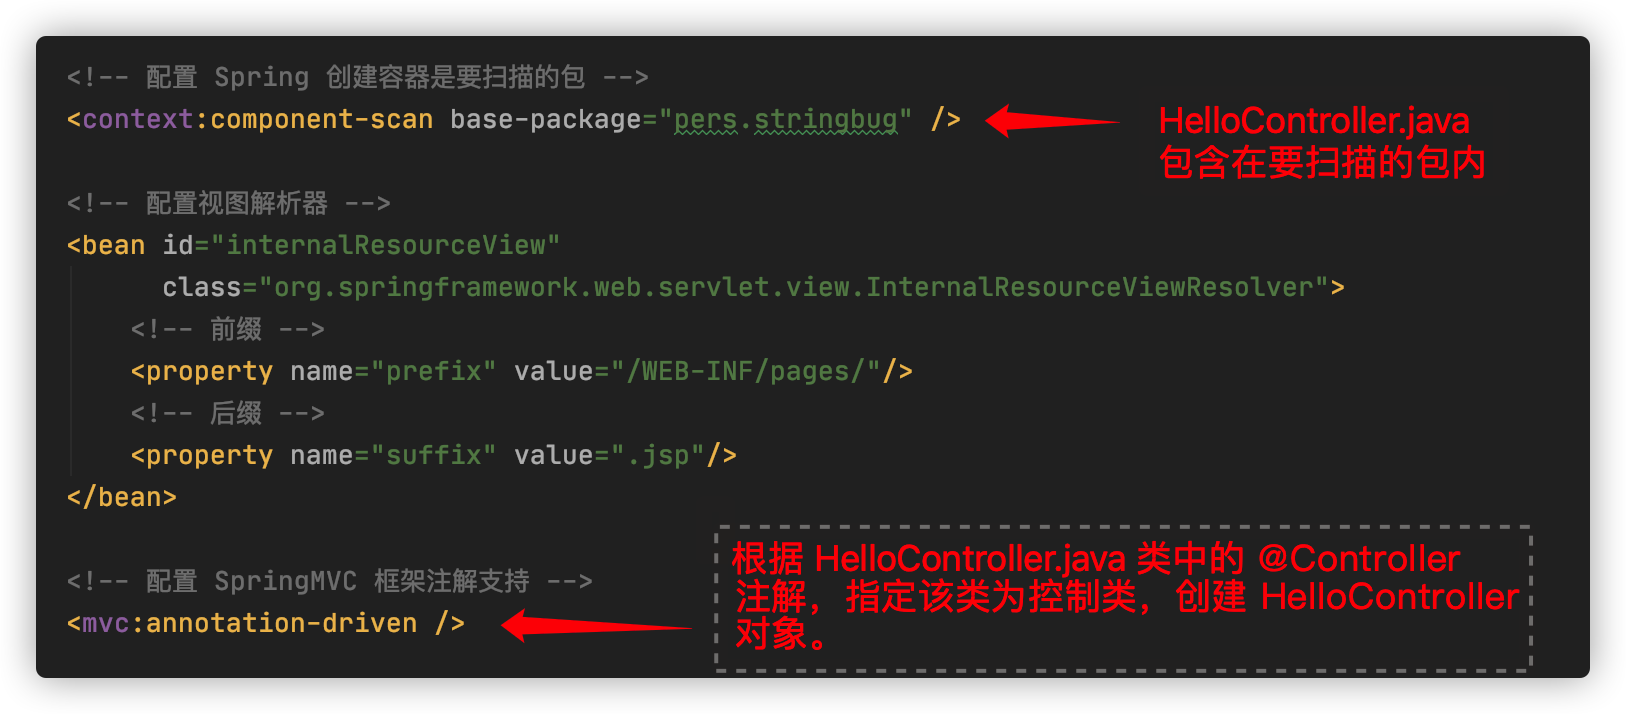 <!-- 配置 Spring 创建容器是要扫描的包 -->
<context:component-scan base-package="pers.stringbug" />
HelloController.java
包含在要扫描的包内
<!-- 配置视图解析器 -->
<bean id="internalResourceView"
class="org.springframework.web.servlet.view.InternalResourceViewResolver">
<!-- 前缀 -->
<property name="prefix" value="/WEB-INF/pages/"/>
<!-- 后缀 -->
<property name="suffix" value=".jsp"/>
</bean>
<!-- 配置 SpringMVC 框架注解支持 -->
<mvc:annotation-driven />
根据 HelloController.java 类中的 @Controller
注解，指定该类为控制类，创建 HelloController
对象。